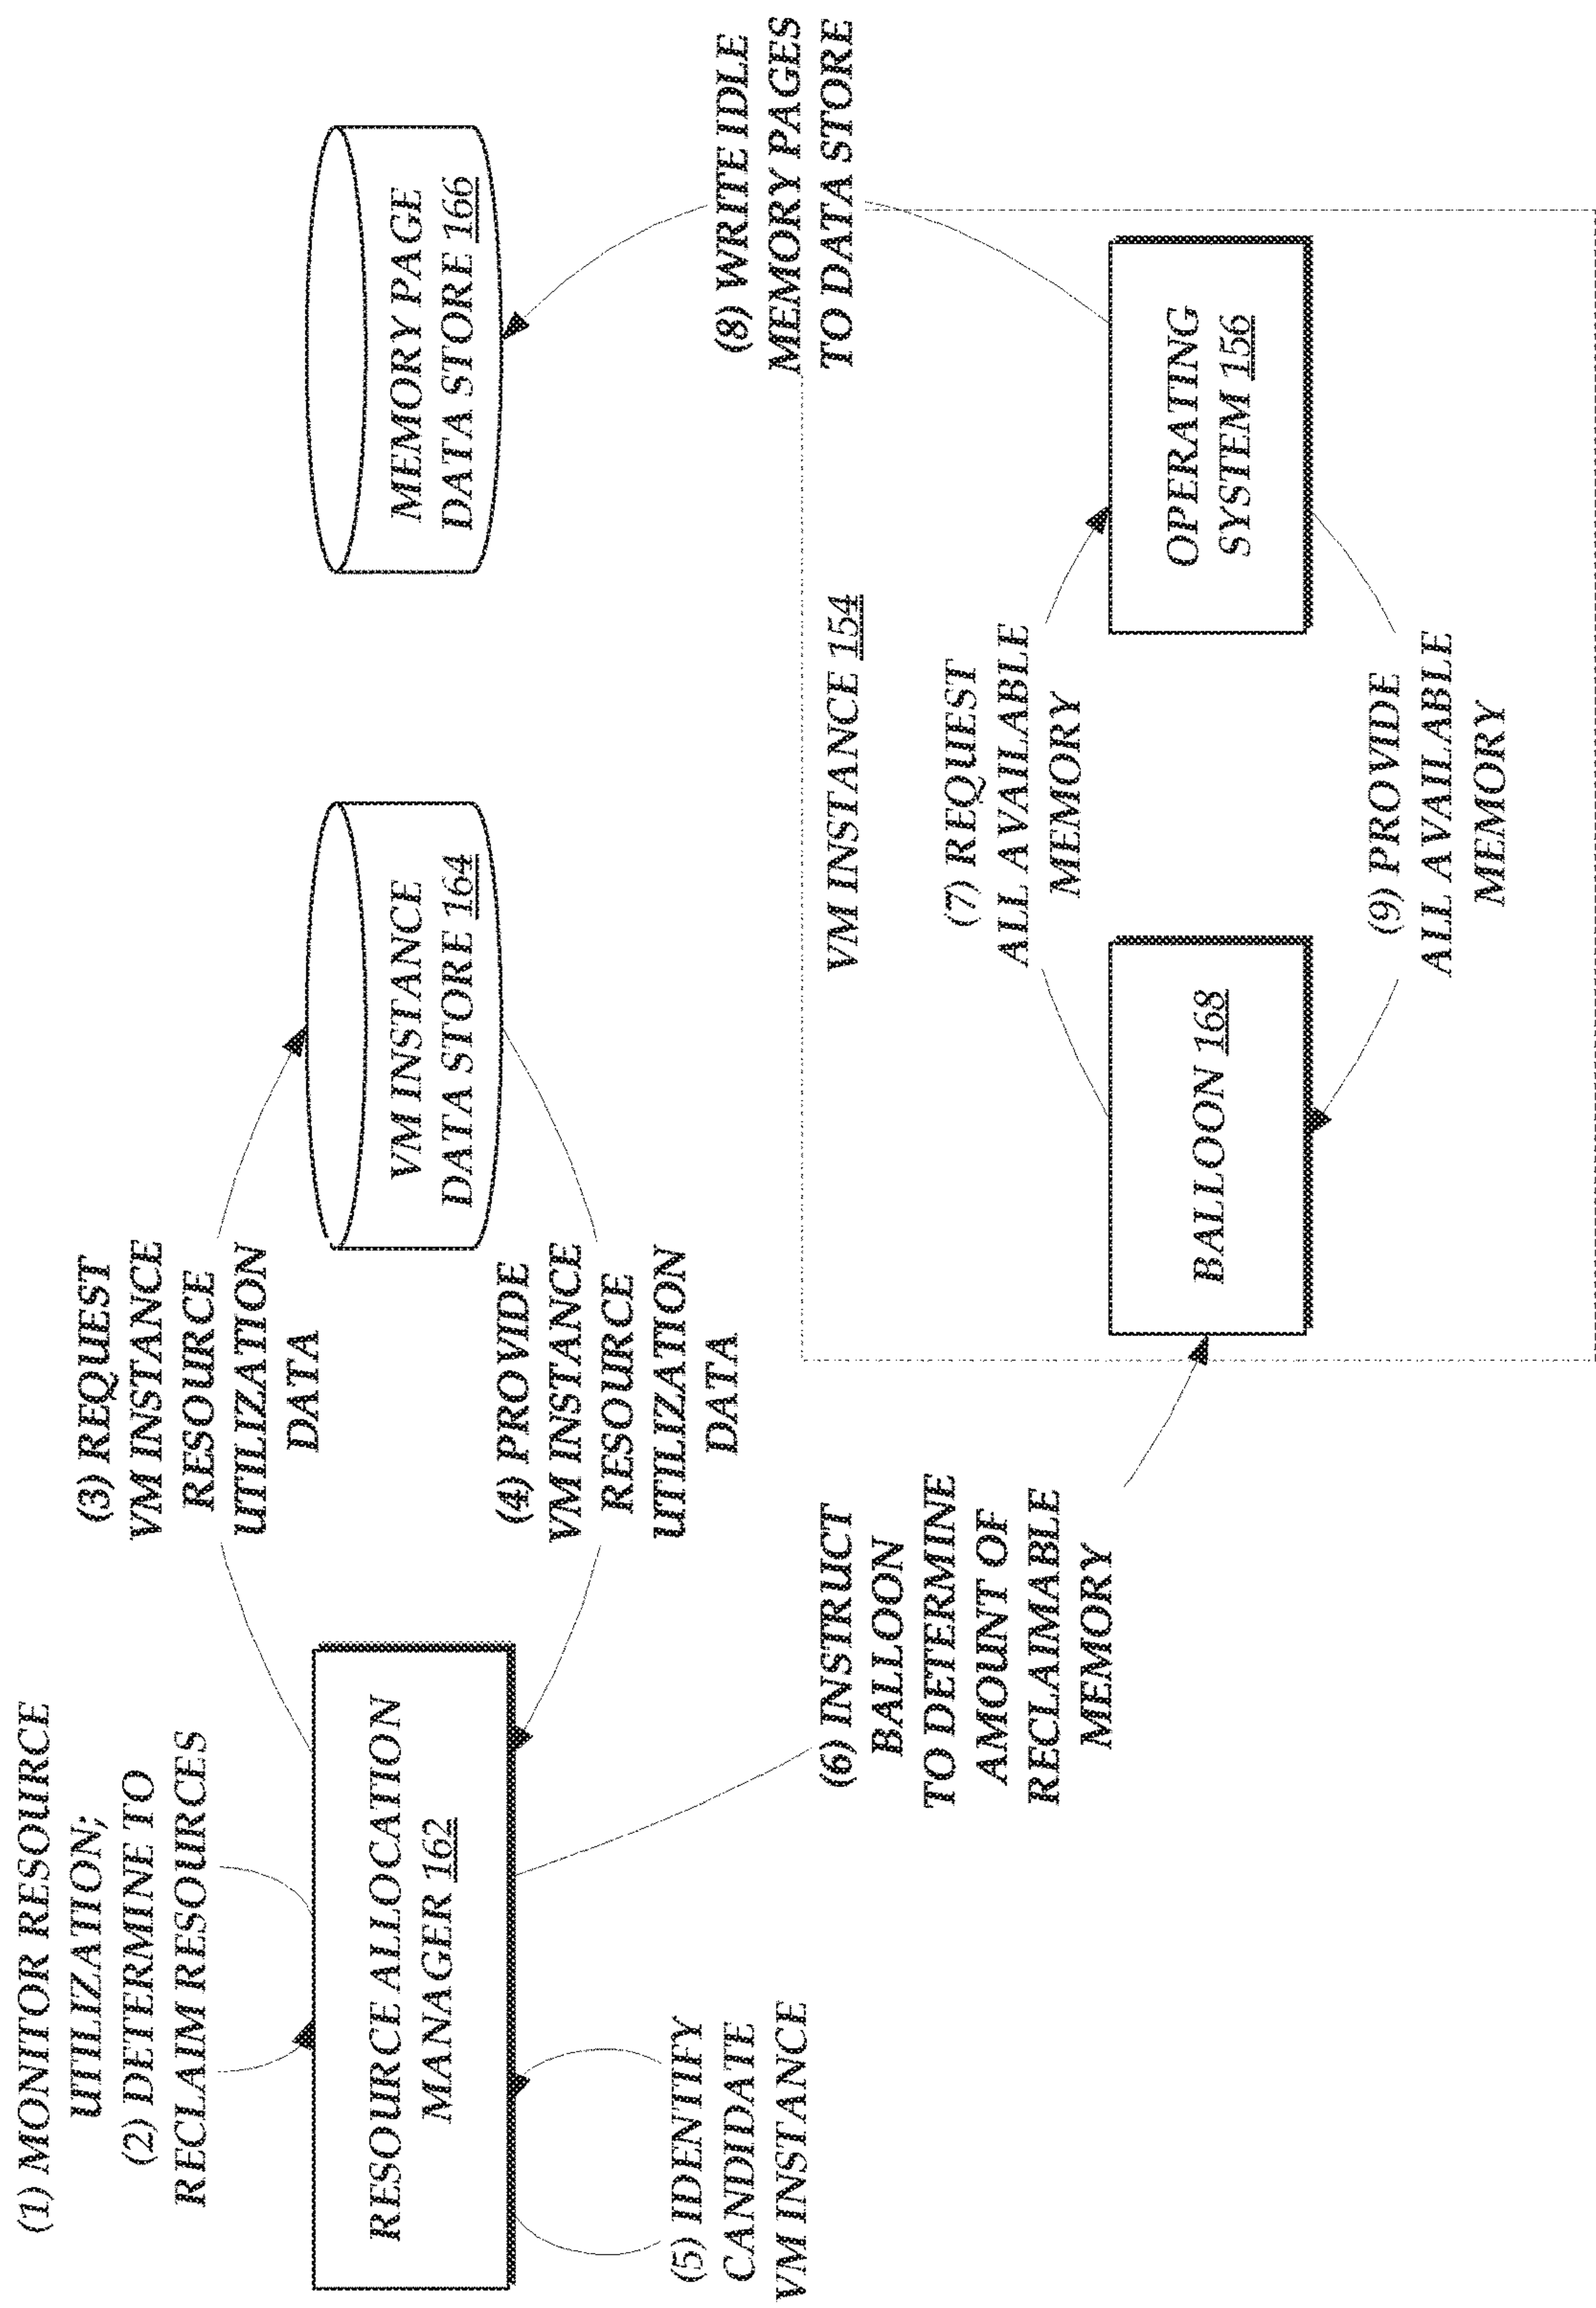 (1) MONITOR RESOURCE
UTILIZATION;
(2) DETERMINE TO
RECLAIM RESOURCES
RESOURCE ALLOCATION
MANAGER 162
(3) REQUEST
VM INSTANCE
RESOURCE
UTILIZATION
DATA
VM INSTANCE
DATA STORE 164
(4) PROVIDE
VM INSTANCE
RESOURCE
UTILIZATION
DATA
MEMORY PAGE
DATA STORE 166
(5) IDENTIFY
CANDIDATE
VM INSTANCE
(6) INSTRUCT
BALLOON
TO DETERMINE
AMOUNT OF
RECLAIMABLE
MEMORY
VM INSTANCE 154
BALLOON 168
(7) REQUEST
ALL AVAILABLE
MEMORY
OPERATING
SYSTEM 156
(8) WRITE IDLE
MEMORY PAGES
TO DATA STORE
(9) PROVIDE
ALL AVAILABLE
MEMORY